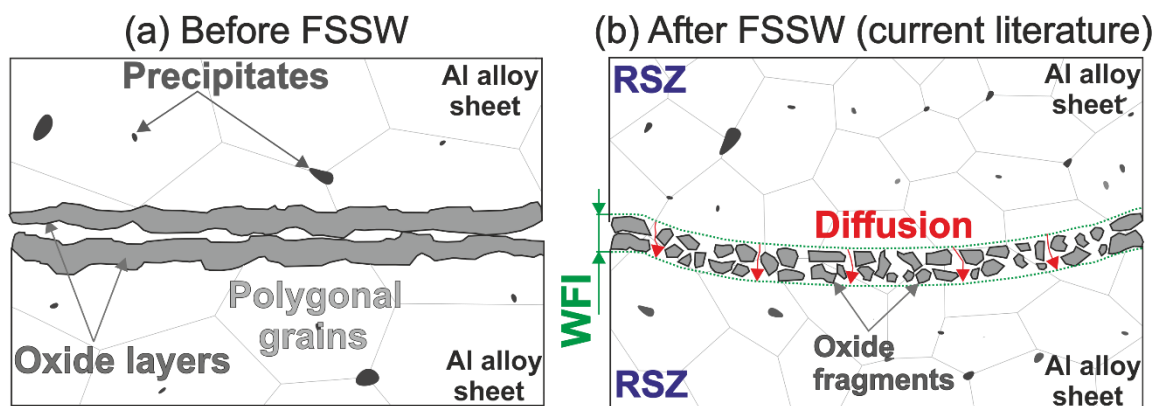 (a) Before FSSW
Precipitates
Al alloy
sheet
Polygonal
grains
Oxide layers
Al alloy
sheet
(b) After FSSW (current literature)
RSZ
Al alloy
sheet
Diffusion
WFI
Oxide
fragments
RSZ
Al alloy
sheet